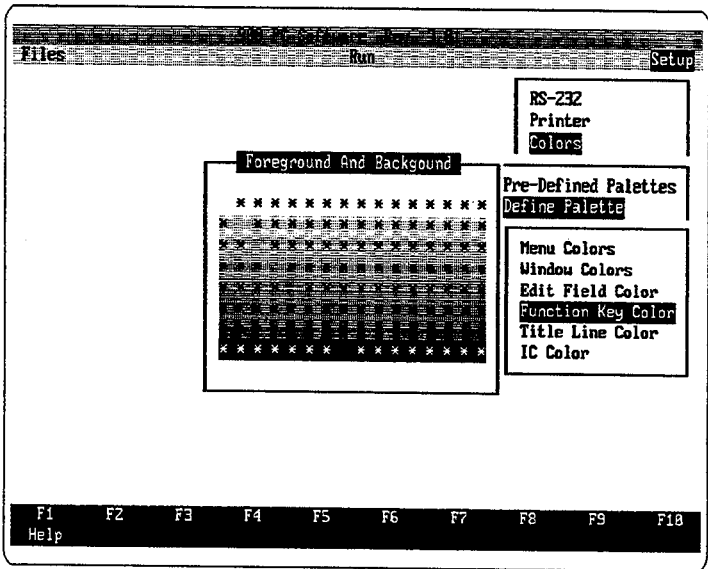 Files Run Setup
RS-232
Printer
Colors
Foreground And Backgound
Pre-Defined Palettes
Define Palette
Menu Colors
Window Colors
Edit Field Color
Function Key Color
Title Line Color
IC Color
F1 F2 F3 F4 F5 F6 F7 F8 F9 F10
Help